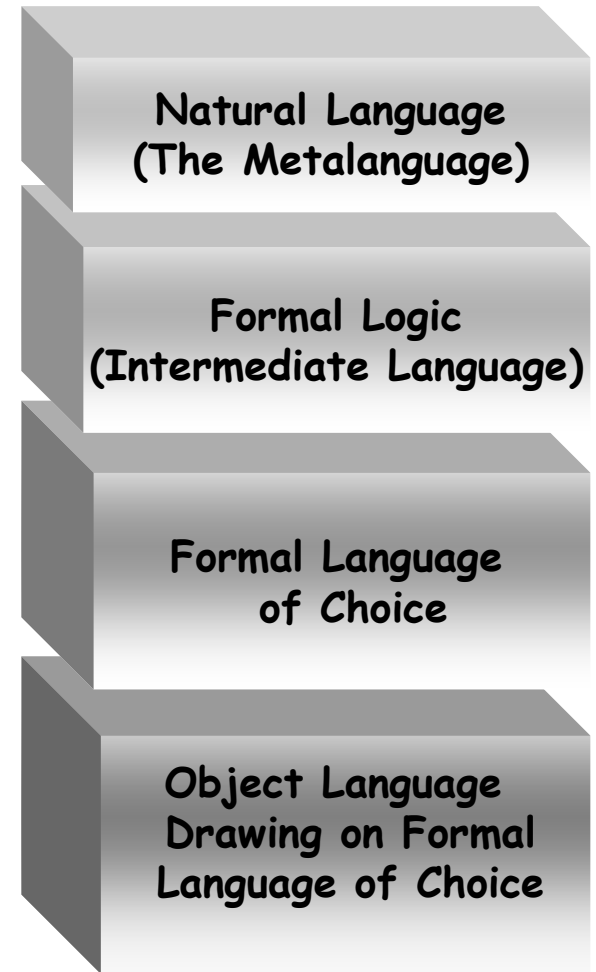 Natural Language
(The Metalanguage)
Formal Logic
(Intermediate Language)
Formal Language
of Choice
Object Language
Drawing on Formal
Language of Choice